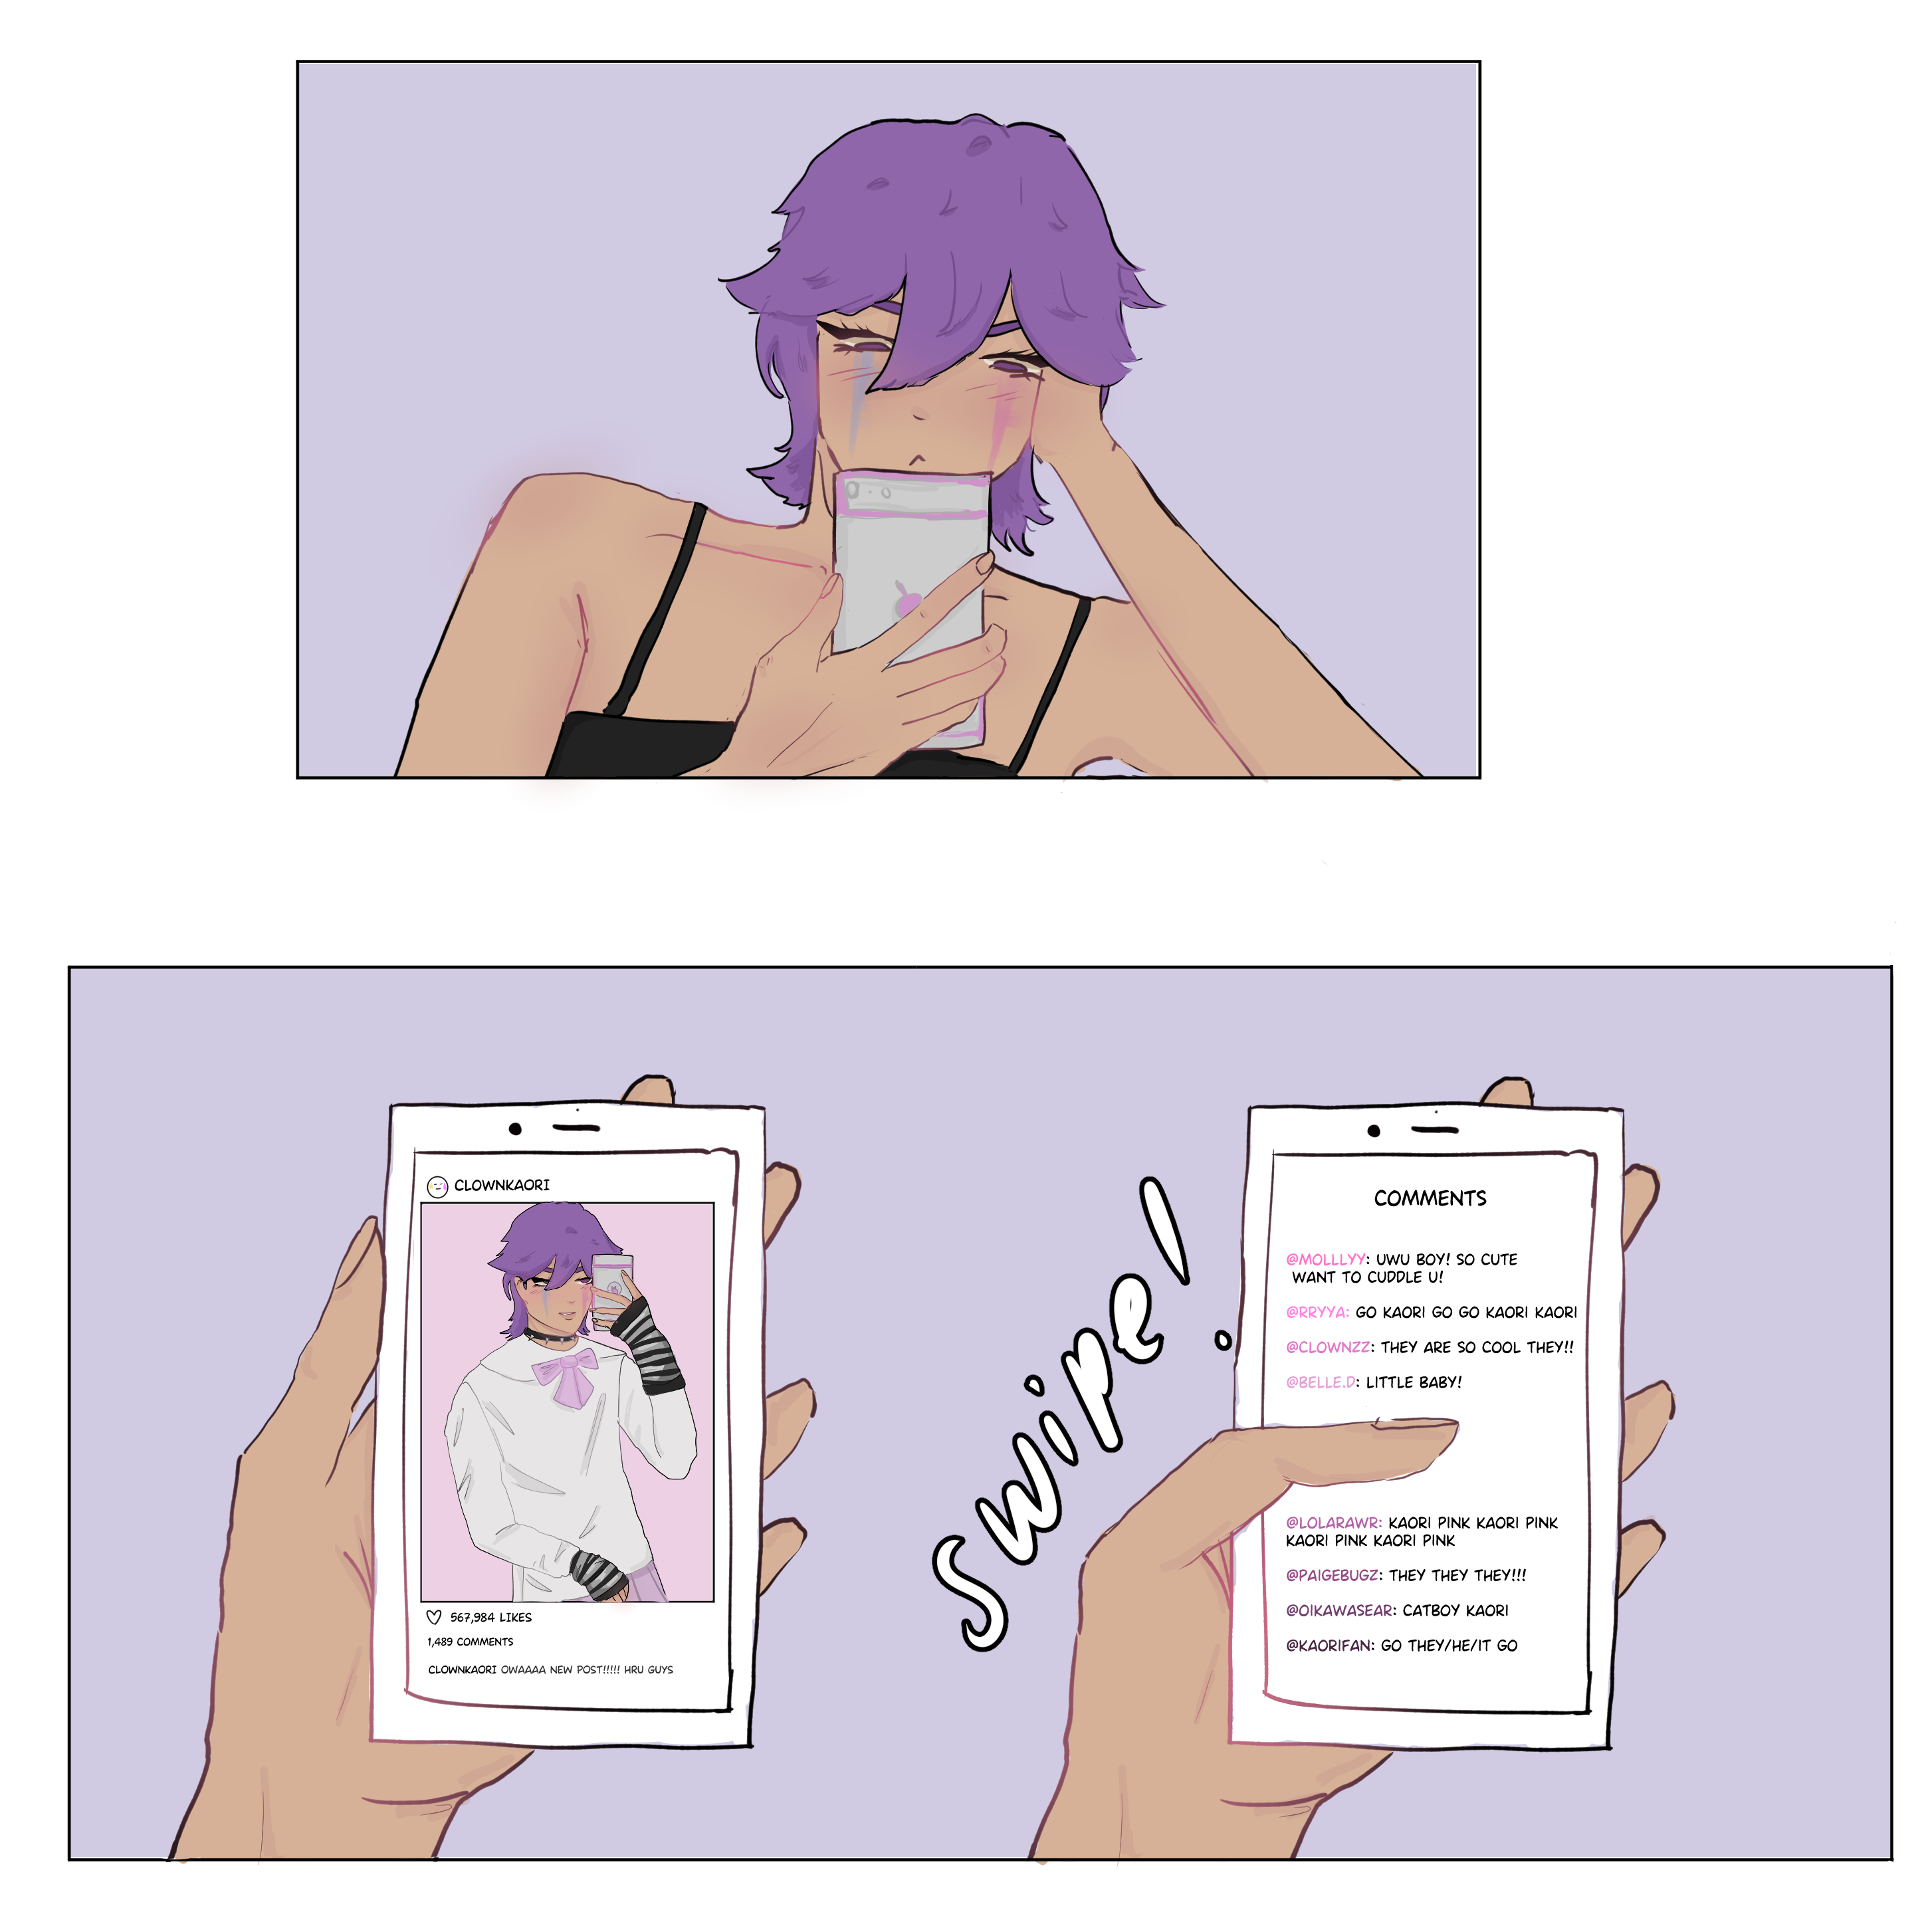 CLOWNKAORI
567,984 LIKES
1,489 COMMENTS
CLOWNKAORI OWAAAA NEW POST!!!!! HRU GUYS
swipe!
COMMENTS
@MOLLLYY: UWU BOY! SO CUTE
WANT TO CUDDLE U!
@RRYYA: GO KAORI GO GO KAORI KAORI
@CLOWNZZ: THEY ARE SO COOL THEY!!
@BELLE.D: LITTLE BABY!
@LOLARAWR: KAORI PINK KAORI PINK
KAORI PINK KAORI PINK
@PAIGEBUGZ: THEY THEY THEY!!!
@OIKAWASEAR: CATBOY KAORI
@KAORIFAN: GO THEY/HE/IT GO